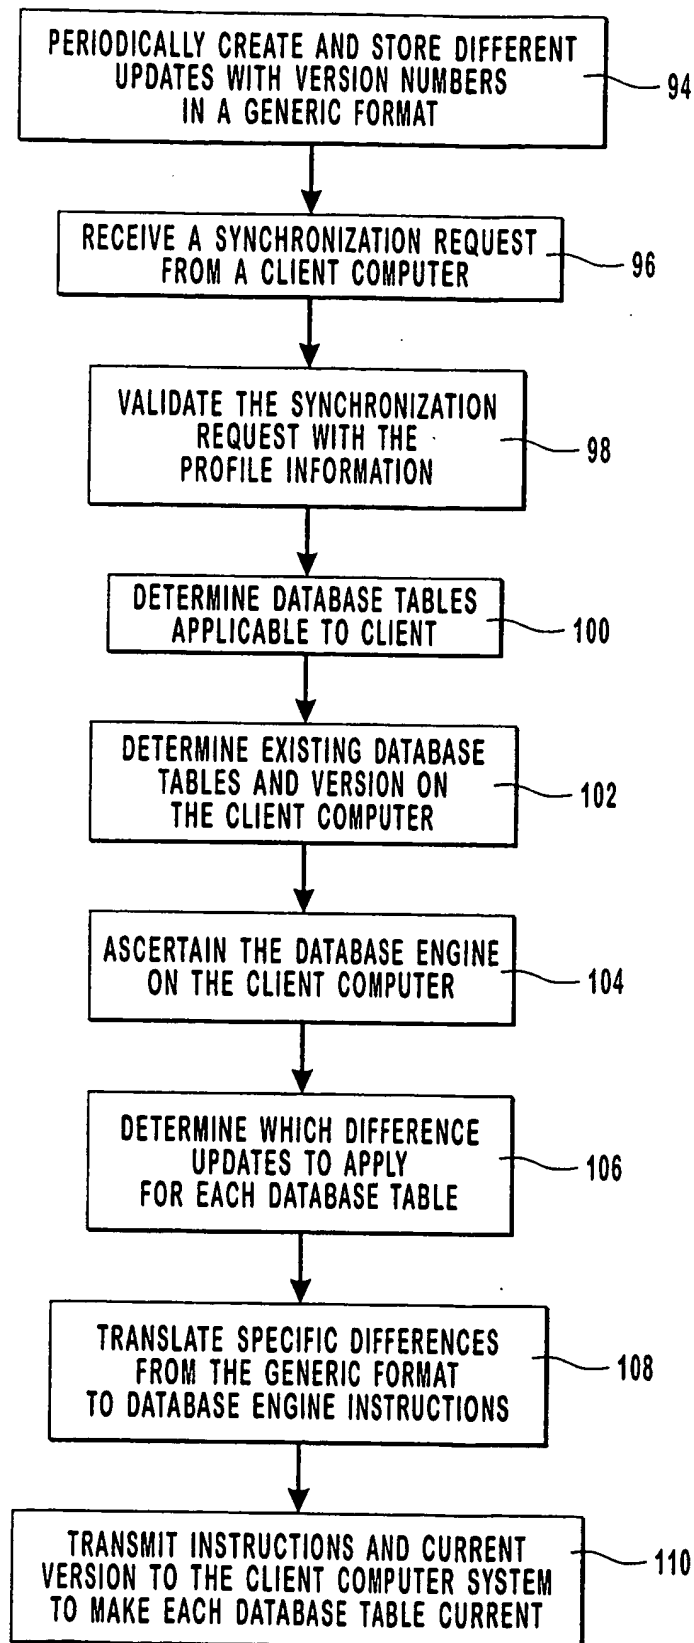 PERIODICALLY CREATE AND STORE DIFFERENT
UPDATES WITH VERSION NUMBERS
IN A GENERIC FORMAT
94
RECEIVE A SYNCHRONIZATION REQUEST
FROM A CLIENT COMPUTER
96
VALIDATE THE SYNCHRONIZATION
REQUEST WITH THE
PROFILE INFORMATION
98
DETERMINE DATABASE TABLES
APPLICABLE TO CLIENT
100
DETERMINE EXISTING DATABASE
TABLES AND VERSION ON
THE CLIENT COMPUTER
102
ASCERTAIN THE DATABASE ENGINE
ON THE CLIENT COMPUTER
104
DETERMINE WHICH DIFFERENCE
UPDATES TO APPLY
FOR EACH DATABASE TABLE
106
TRANSLATE SPECIFIC DIFFERENCES
FROM THE GENERIC FORMAT
TO DATABASE ENGINE INSTRUCTIONS
108
TRANSMIT INSTRUCTIONS AND CURRENT
VERSION TO THE CLIENT COMPUTER SYSTEM
TO MAKE EACH DATABASE TABLE CURRENT
110